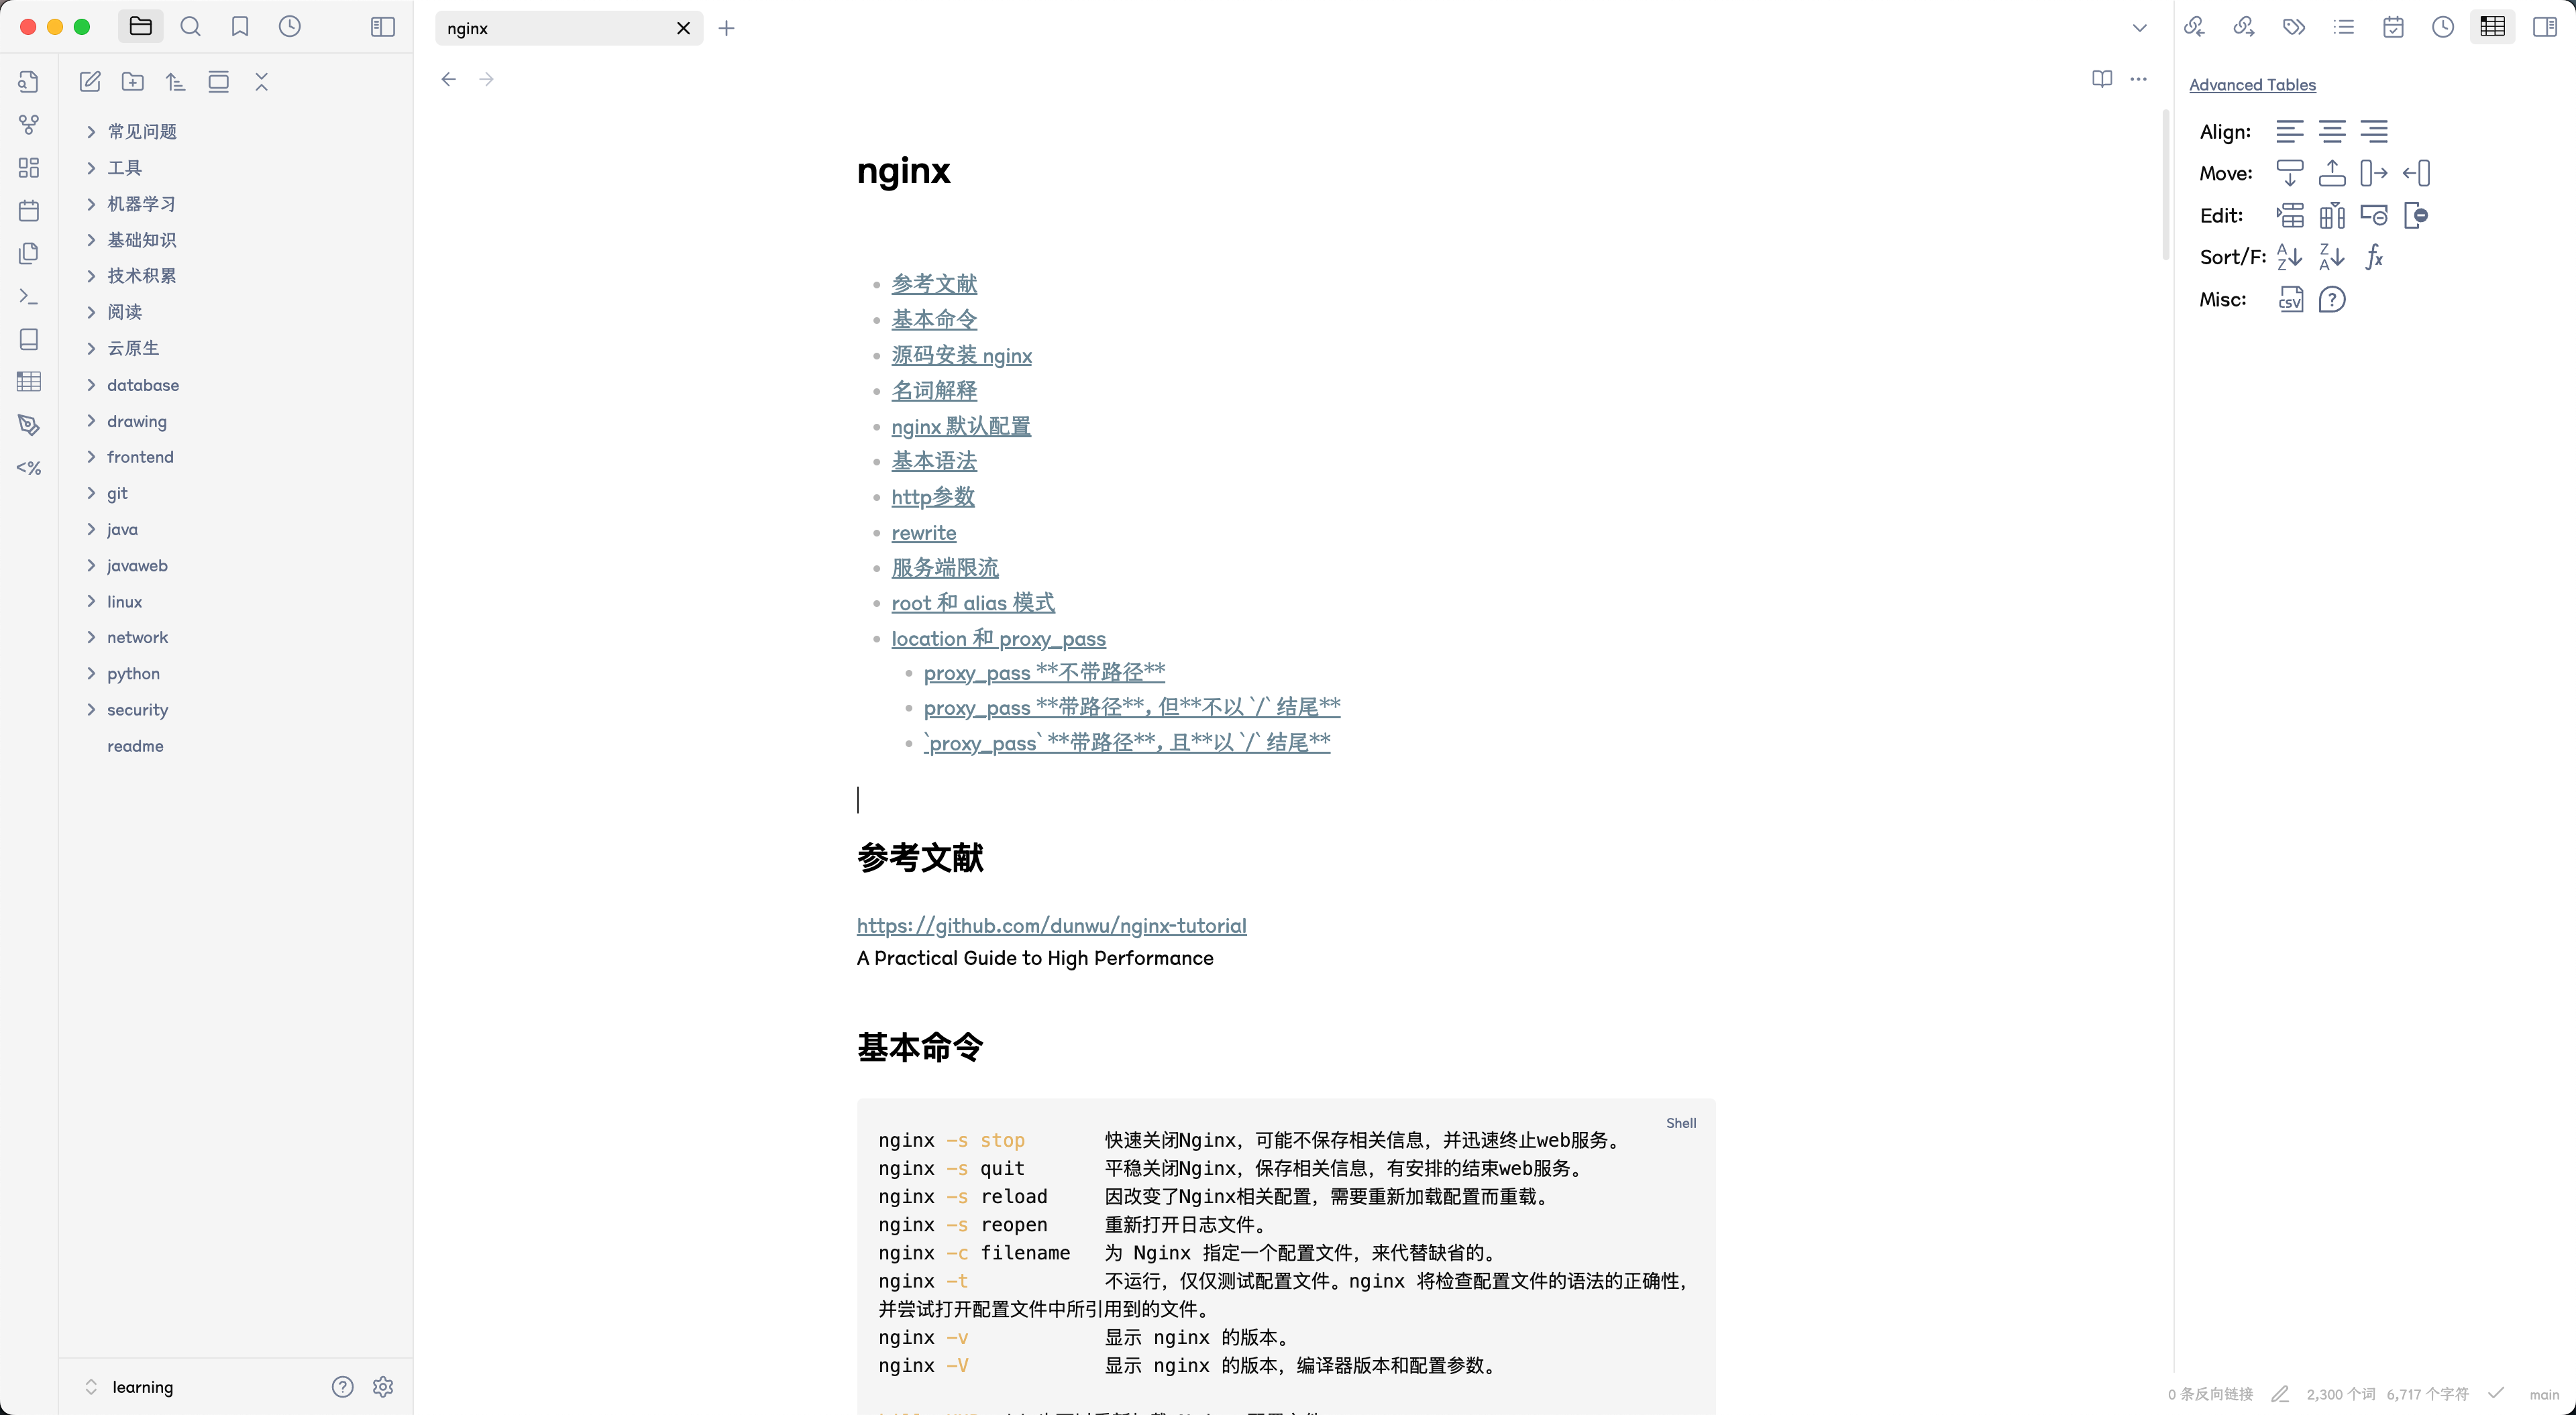 nginx
常见问题
工具
机器学习
基础知识
技术积累
阅读
云原生
database
drawing
frontend
git
java
javaweb
linux
network
python
security
readme
learning
<%
nginx
参考文献
基本命令
源码安装 nginx
名词解释
nginx 默认配置
基本语法
http参数
rewrite
服务端限流
root 和 alias 模式
location 和 proxy_pass
proxy_pass **不带路径**
proxy_pass **带路径**, 但**不以 `/` 结尾**
`proxy_pass` **带路径**, 且**以 `/` 结尾**
参考文献
https://github.com/dunwu/nginx-tutorial
A Practical Guide to High Performance
基本命令
Shell
nginx -s stop 快速关闭Nginx，可能不保存相关信息，并迅速终止web服务。
nginx -s quit 平稳关闭Nginx，保存相关信息，有安排的结束web服务。
nginx -s reload 因改变了Nginx相关配置，需要重新加载配置而重载。
nginx -s reopen 重新打开日志文件。
nginx -c filename 为 Nginx 指定一个配置文件，来代替缺省的。
nginx -t 不运行，仅仅测试配置文件。nginx 将检查配置文件的语法的正确性，
并尝试打开配置文件中所引用到的文件。
nginx -v 显示 nginx 的版本。
nginx -V 显示 nginx 的版本，编译器版本和配置参数。
Advanced Tables
Align:
Move:
Edit:
Sort/F:
Misc:
0 条反向链接 2,300 个词 6,717 个字符 main